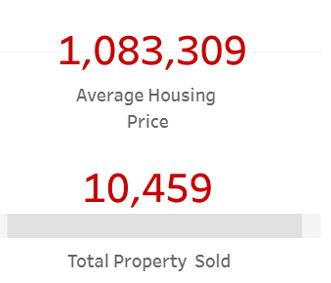 1,083,309
Average Housing
Price
10,459
Total Property Sold